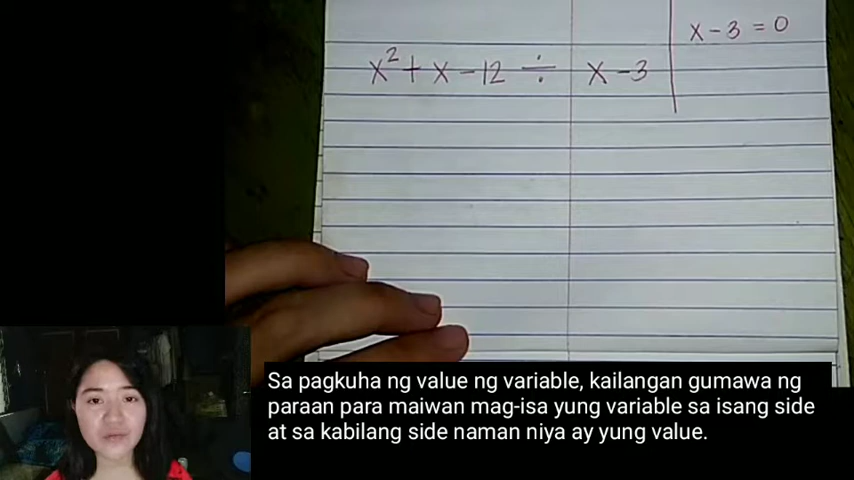 x - 3 = 0
x² + x - 12 ÷ x - 3
Sa pagkuha ng value ng variable, kailangan gumawa ng
paraan para maiwan mag-isa yung variable sa isang side
at sa kabilang side naman niya ay yung value.